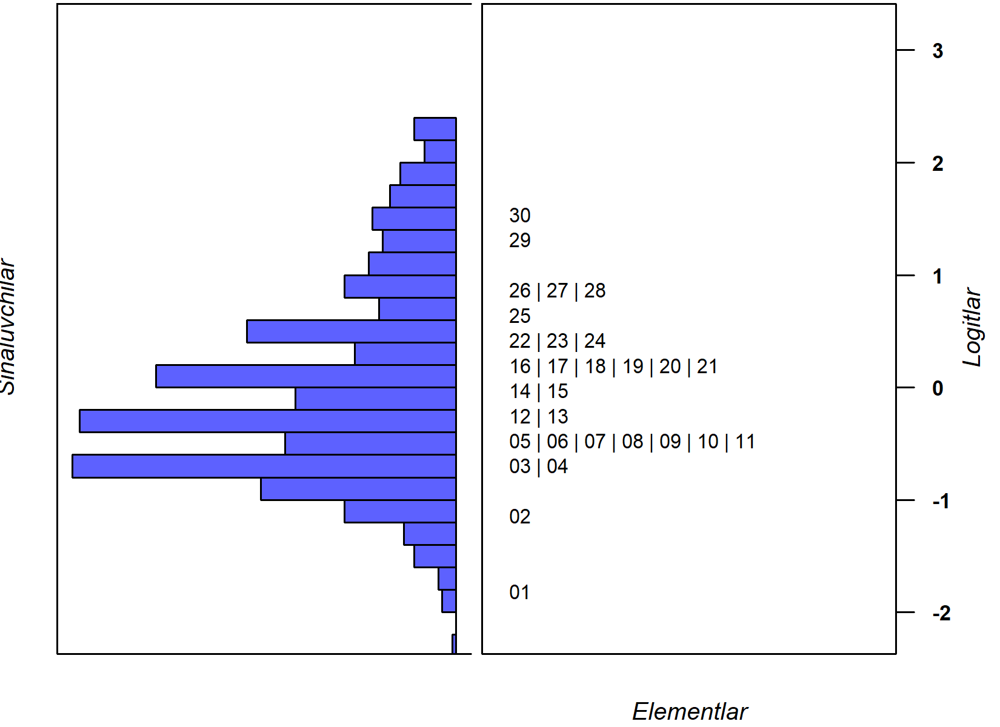 Sinaluvchilar
30
29
26 | 27 | 28
25
22 | 23 | 24
16 | 17 | 18 | 19 | 20 | 21
14 | 15
12 | 13
05 | 06 | 07 | 08 | 09 | 10 | 11
03 | 04
02
01
3
2
1
0
-1
-2
Logitlar
Elementlar